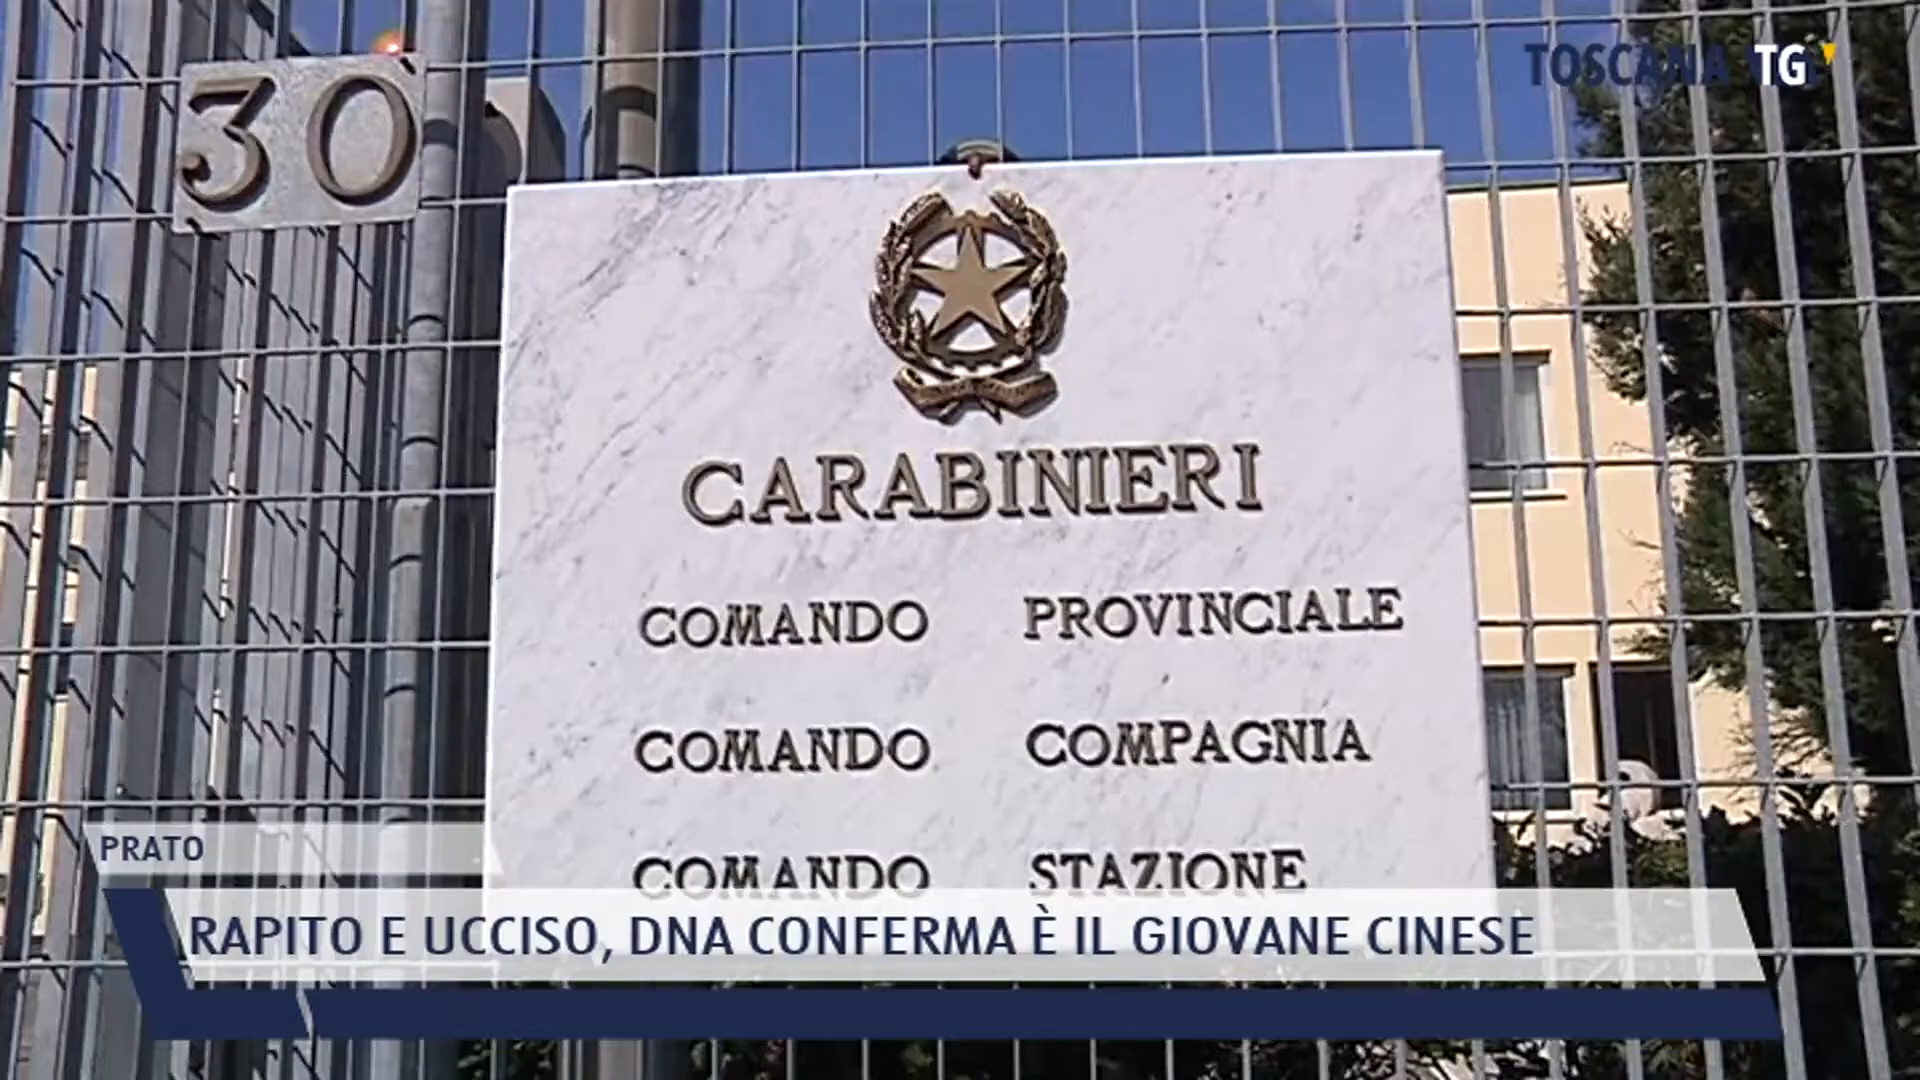 30
TOSCANA TG
CARABINIERI
COMANDO PROVINCIALE
COMANDO COMPAGNIA
COMANDO STAZIONE
PRATO
RAPITO E UCCISO, DNA CONFERMA È IL GIOVANE CINESE